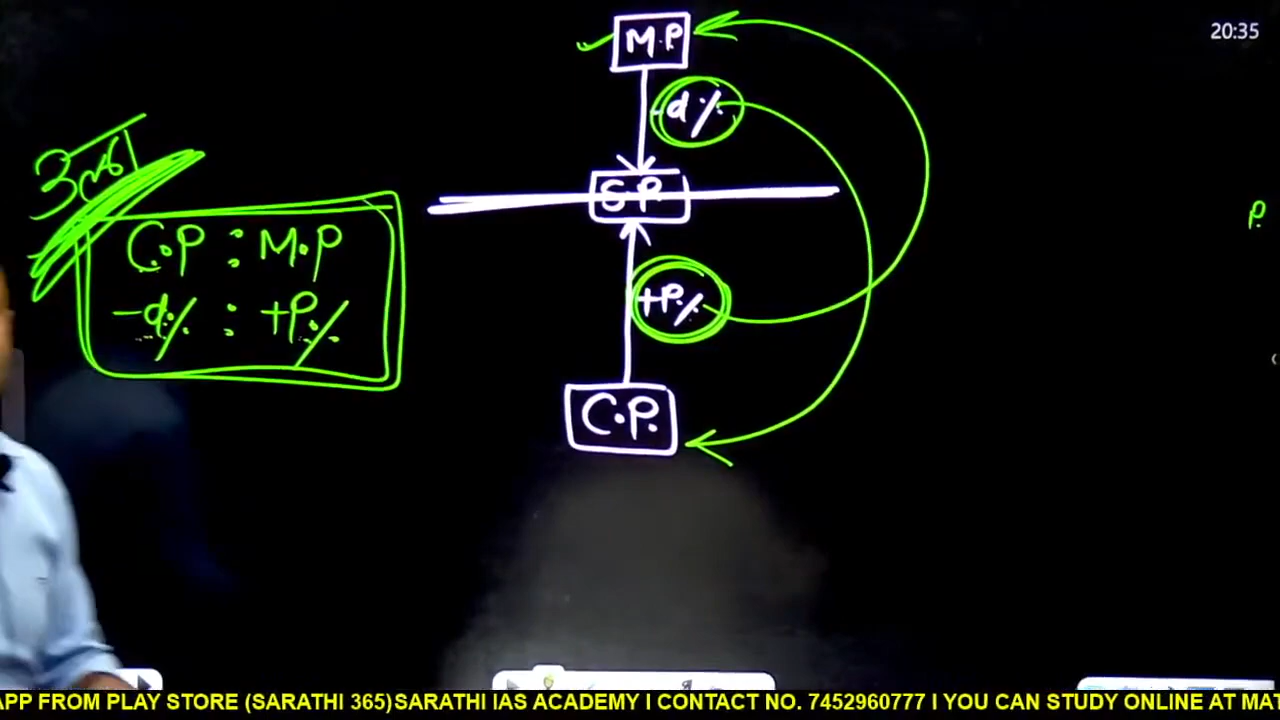 20:35
M.P
-d%
S.P.
+P%
C.P.
C.P : M.P
-d% : +P%
P.
APP FROM PLAY STORE (SARATHI 365)SARATHI IAS ACADEMY I CONTACT NO. 7452960777 I YOU CAN STUDY ONLINE AT MA